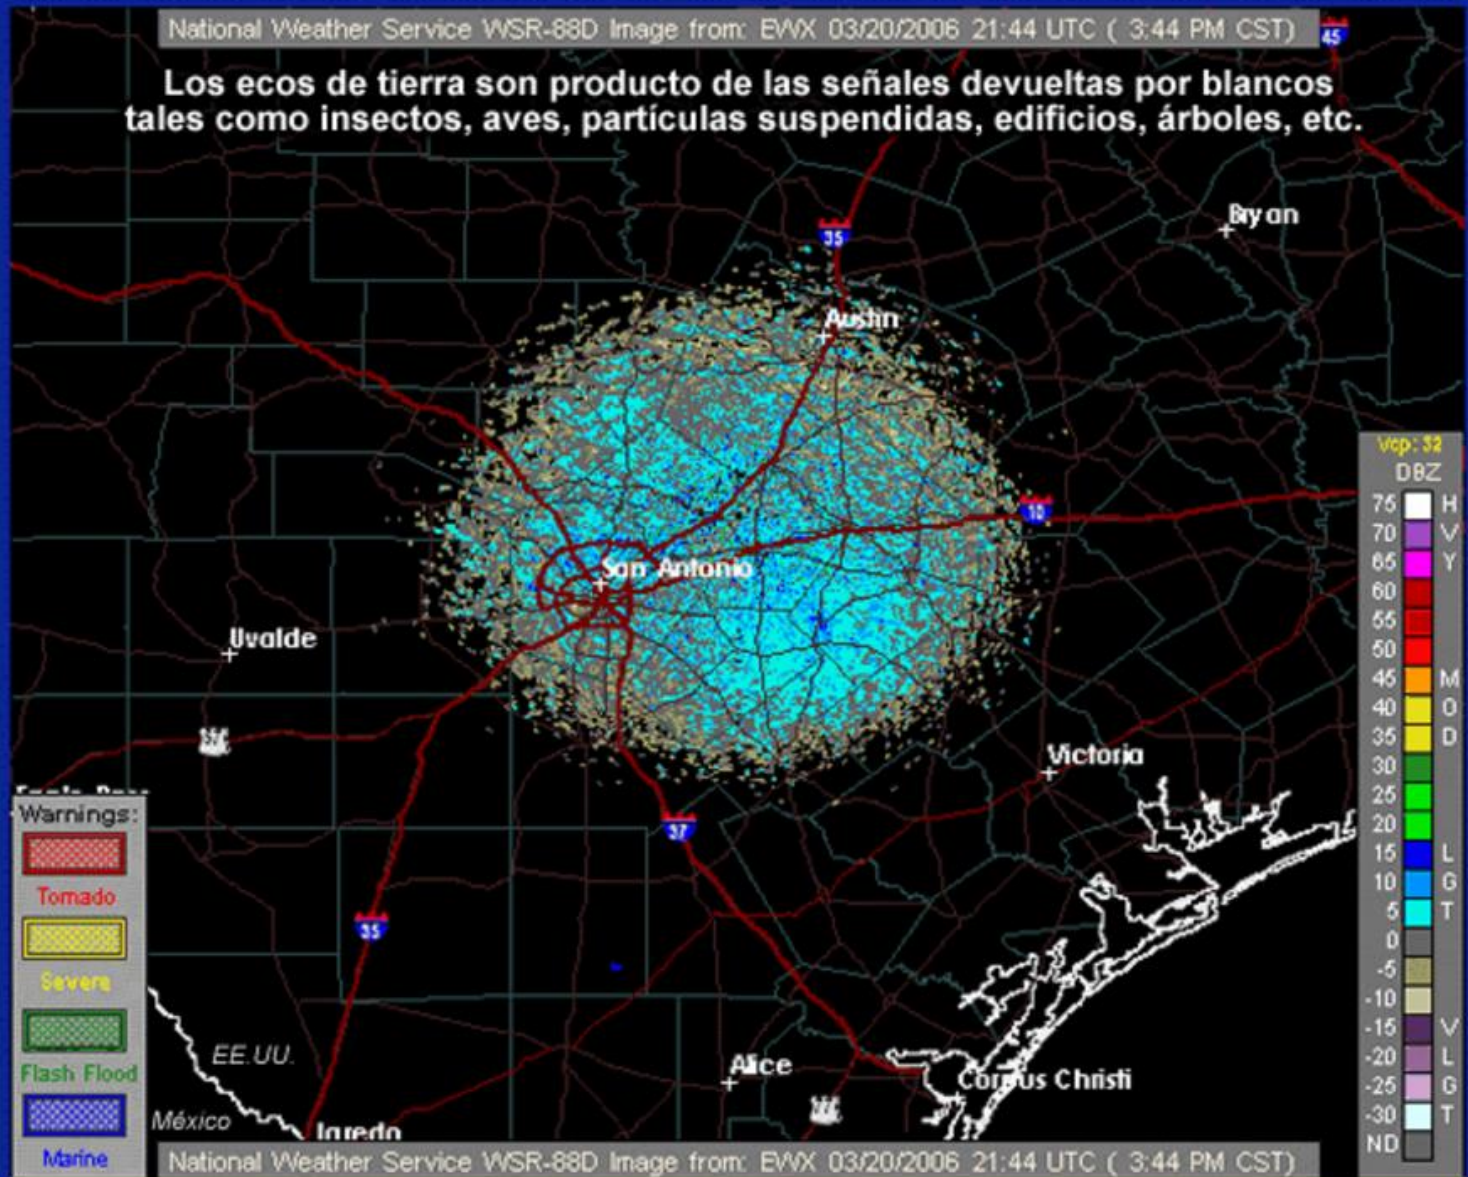 National Weather Service WSR-88D Image from: EWX 03/20/2006 21:44 UTC ( 3:44 PM CST)
45
Los ecos de tierra son producto de las señales devueltas por blancos
tales como insectos, aves, partículas suspendidas, edificios, árboles, etc.
Bryan
35
Austin
Vcp: 32
DBZ
75 H
70 V
65 Y
60
55
50
45 M
40 O
35 D
30
25
20
15 L
10 G
5 T
0
-5
-10
-15 V
-20 L
-25 G
-30 T
ND
10
San Antonio
Uvalde
Victoria
Warnings:
Tornado
Severe
Flash Flood
Marine
37
35
EE.UU.
México
Laredo
Alice
Corpus Christi
National Weather Service WSR-88D Image from: EWX 03/20/2006 21:44 UTC ( 3:44 PM CST)